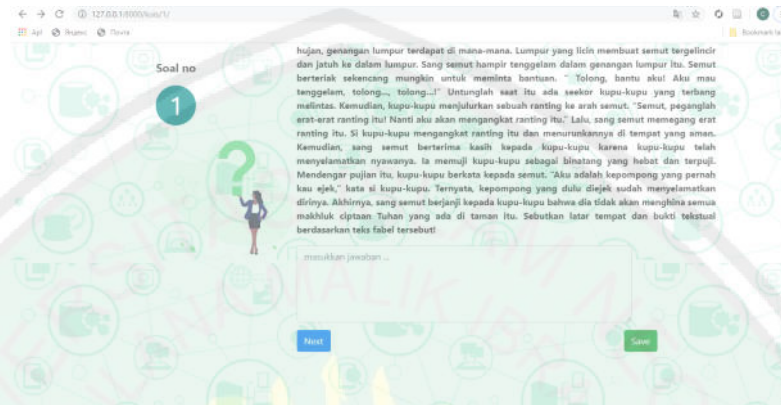 127.0.0.1:8000/kuis/1/
Soal no
1
hujan, genangan lumpur terdapat di mana-mana. Lumpur yang licin membuat semut tergelincir
dan jatuh ke dalam lumpur. Sang semut hampir tenggelam dalam genangan lumpur itu. Semut
berteriak sekencang mungkin untuk meminta bantuan. " Tolong, bantu aku! Aku mau
tenggelam, tolong..., tolong...!" Untunglah saat itu ada seekor kupu-kupu yang terbang
melintas. Kemudian, kupu-kupu menjulurkan sebuah ranting ke arah semut. "Semut, peganglah
erat-erat ranting itu! Nanti aku akan mengangkat ranting itu." Lalu, sang semut memegang erat
ranting itu. Si kupu-kupu mengangkat ranting itu dan menurunkannya di tempat yang aman.
Kemudian, sang semut berterima kasih kepada kupu-kupu karena kupu-kupu telah
menyelamatkan nyawanya. Ia memuji kupu-kupu sebagai binatang yang hebat dan terpuji.
Mendengar pujian itu, kupu-kupu berkata kepada semut. "Aku adalah kepompong yang pernah
kau ejek," kata si kupu-kupu. Ternyata, kepompong yang dulu diejek sudah menyelamatkan
dirinya. Akhirnya, sang semut berjanji kepada kupu-kupu bahwa dia tidak akan menghina semua
makhluk ciptaan Tuhan yang ada di taman itu. Sebutkan latar tempat dan bukti tekstual
berdasarkan teks fabel tersebut!
masukkan jawaban ...
Next
Save